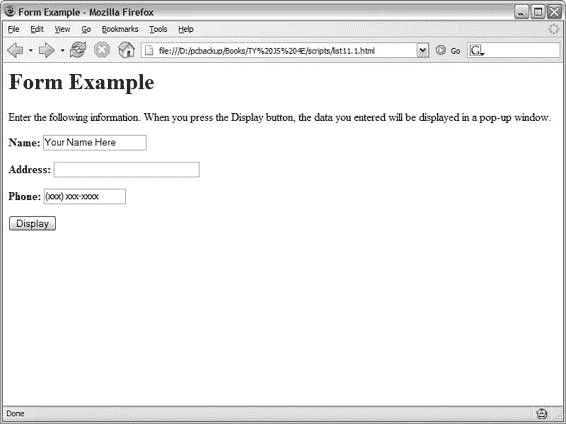 Form Example - Mozilla Firefox
File Edit View Go Bookmarks Tools Help
file:///D:/pcbackup/Books/TY%20JS%204E/scripts/list11.1.html Go G
Form Example
Enter the following information. When you press the Display button, the data you entered will be displayed in a pop-up window.
Name: Your Name Here
Address:
Phone: (xxx) xxx-xxxx
Display
Done